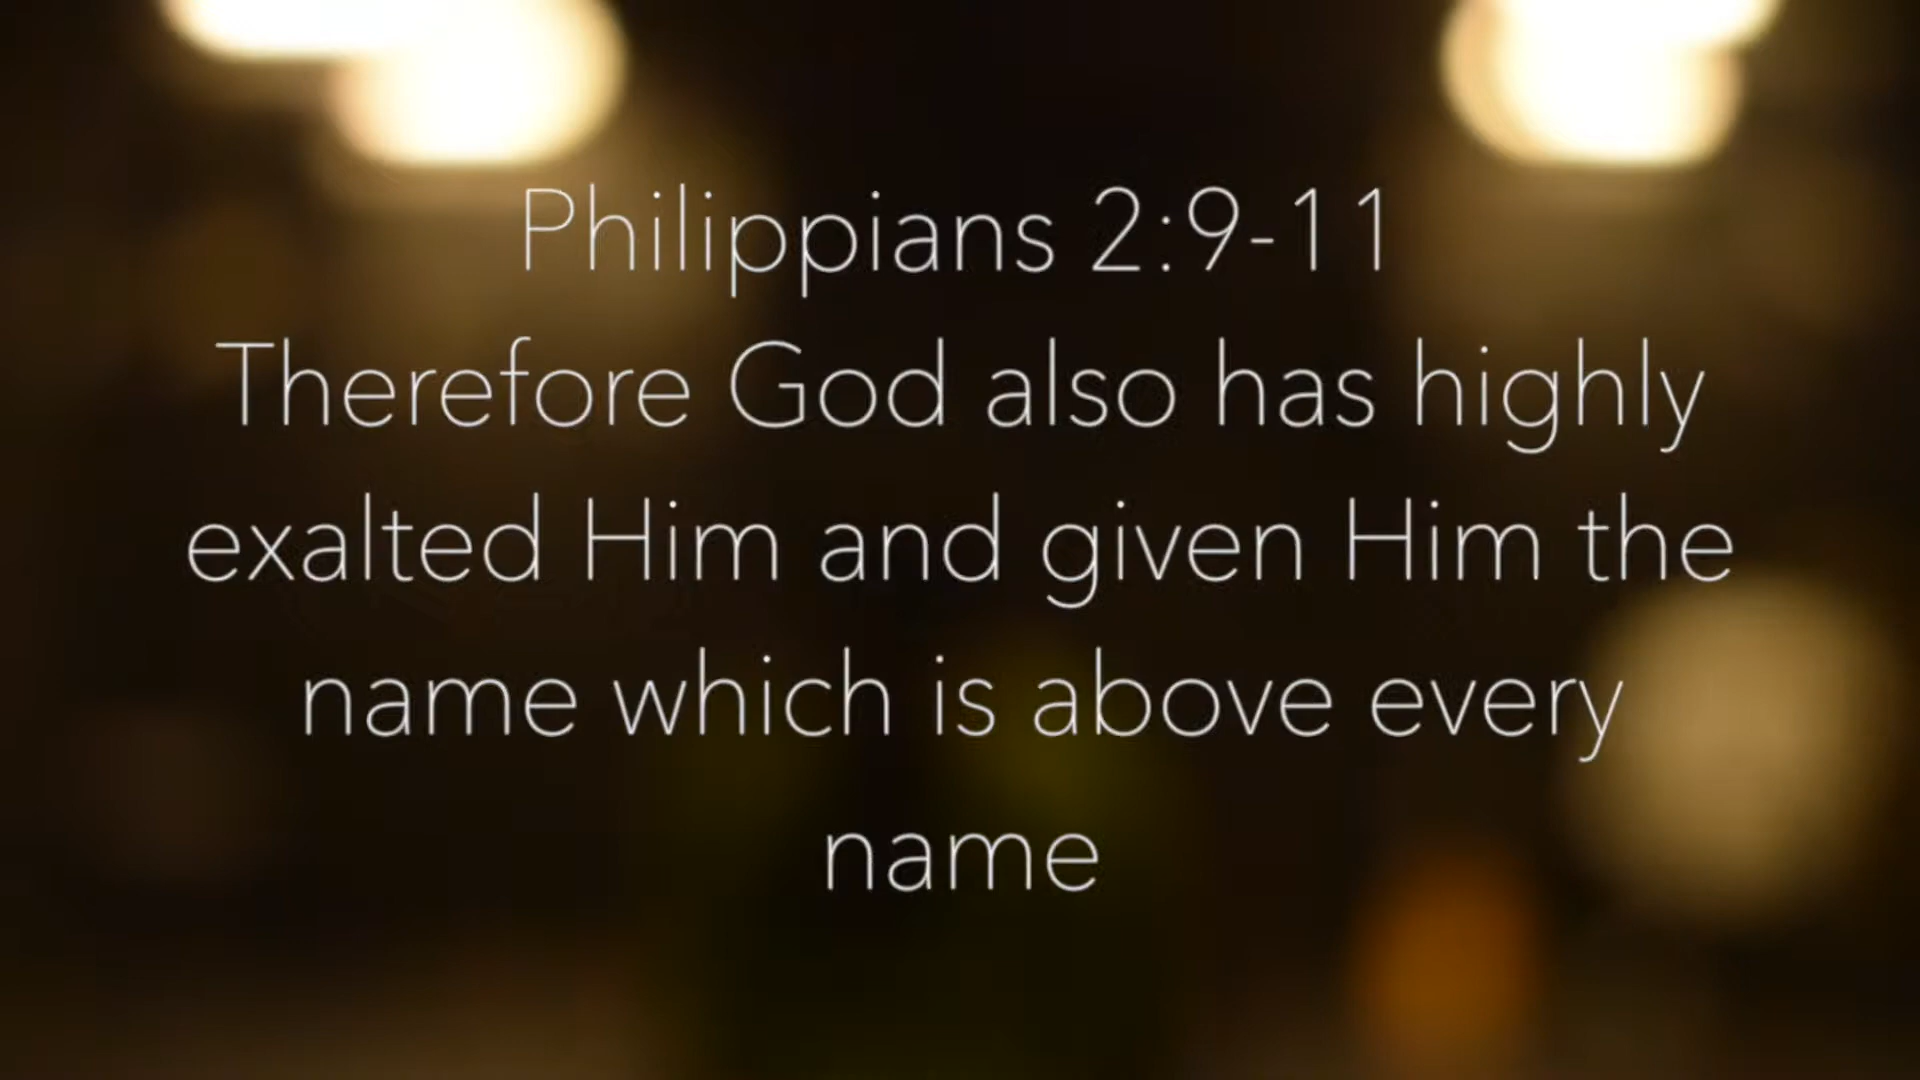 Philippians 2:9-11
Therefore God also has highly
exalted Him and given Him the
name which is above every
name